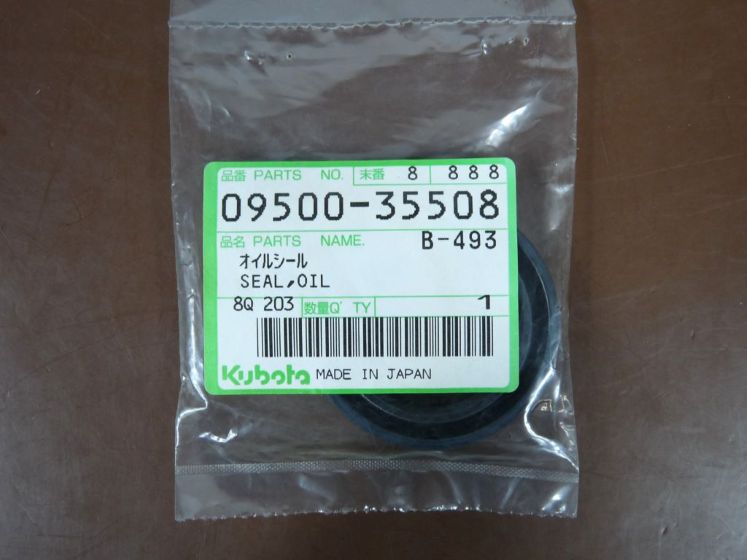 品番 PARTS NO. 末番 8 888
09500-35508
品名 PARTS NAME. B-493
オイルシール
SEAL,OIL
8Q 203 数量Q'TY 1
Kubota MADE IN JAPAN